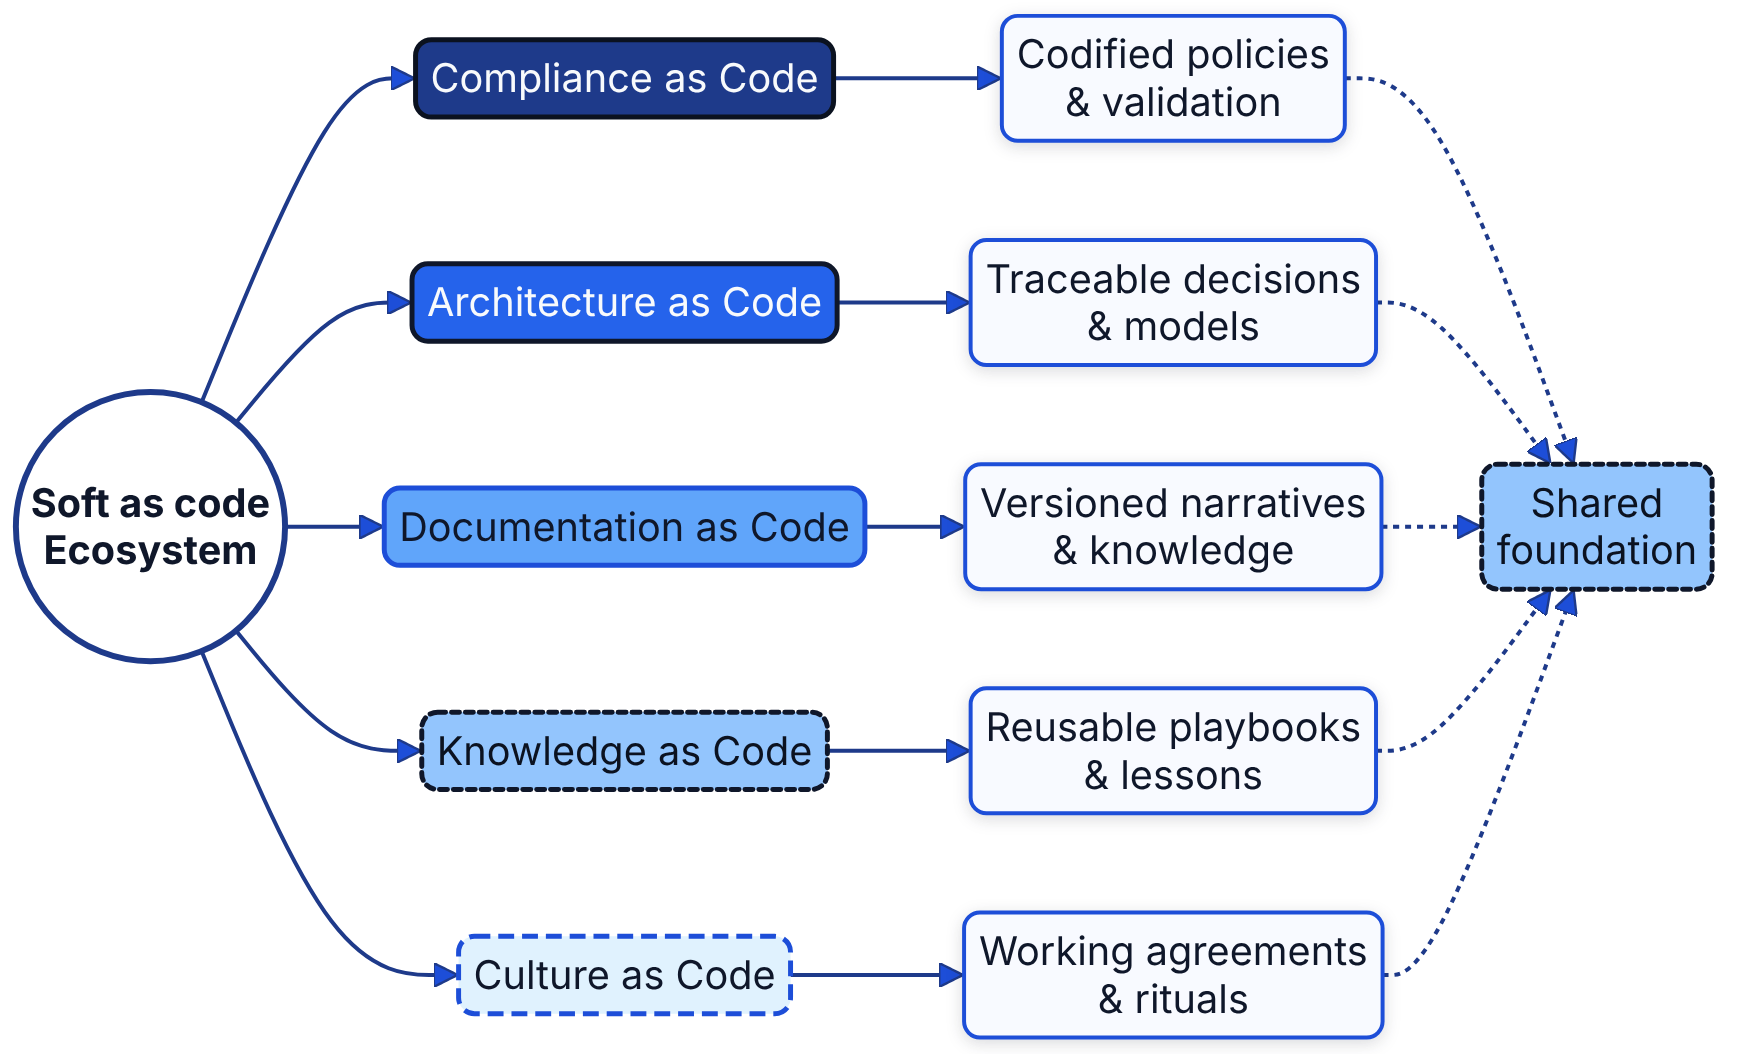 Soft as code
Ecosystem
Compliance as Code
Codified policies
& validation
Architecture as Code
Traceable decisions
& models
Documentation as Code
Versioned narratives
& knowledge
Knowledge as Code
Reusable playbooks
& lessons
Culture as Code
Working agreements
& rituals
Shared
foundation